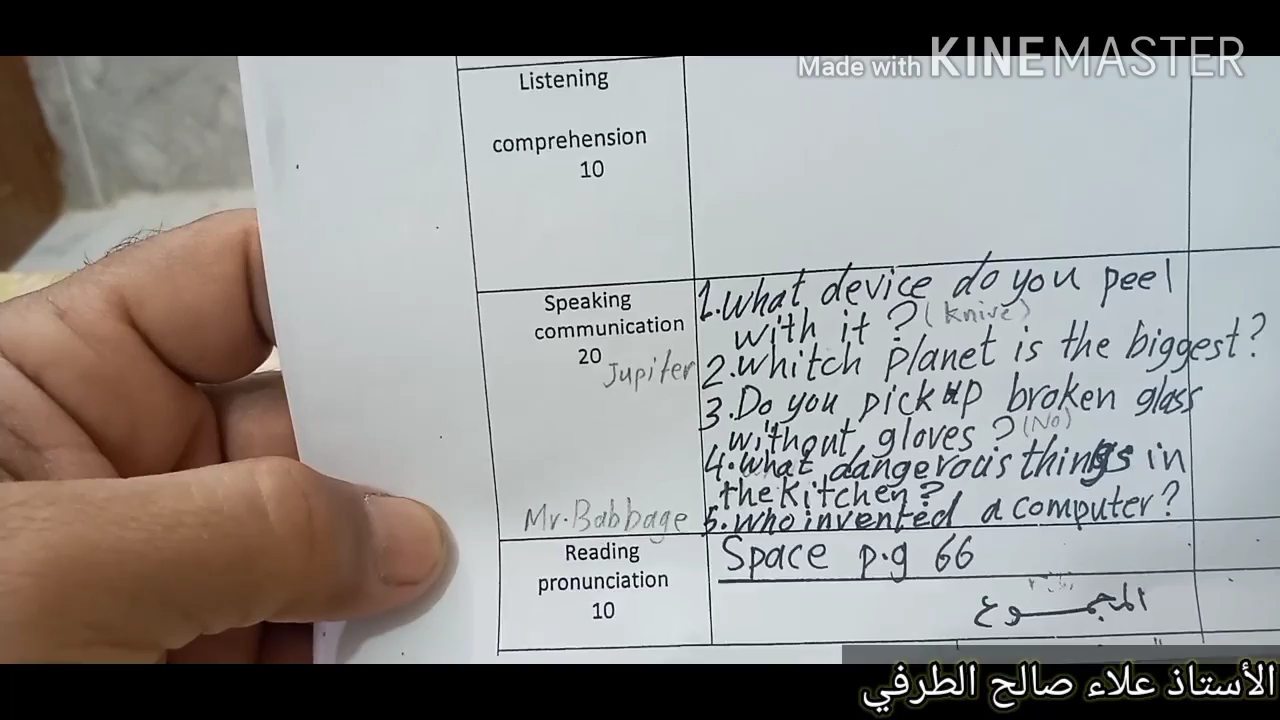 Made with KINEMASTER
Listening
comprehension
10
Speaking
communication
20
Jupiter
Mr.Babbage
1.What device do you peel
with it? (Knive)
2.Whitch planet is the biggest?
3.Do you pick up broken glass
without gloves? (No)
4.What dangerous things in
the kitchen?
5.Who invented a computer?
Reading
pronunciation
10
Space p.g 66
المجمــــوع
الأستاذ علاء صالح الطرفي